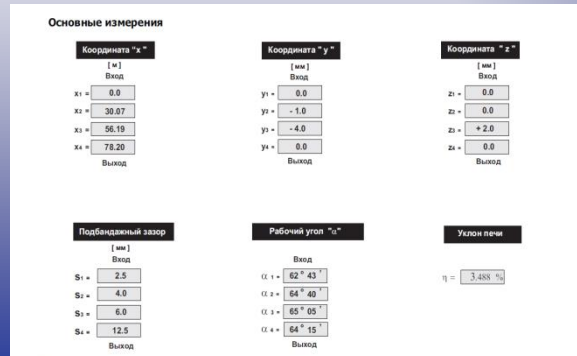 Основные измерения
Координата "x "
[ м ]
Вход
x1 = 0.0
x2 = 30.07
x3 = 56.19
x4 = 78.20
Выход
Координата " y "
[ мм ]
Вход
y1 = 0.0
y2 = - 1.0
y3 = - 4.0
y4 = 0.0
Выход
Координата " z "
[ мм ]
Вход
z1 = 0.0
z2 = 0.0
z3 = + 2.0
z4 = 0.0
Выход
Подбандажный зазор
[ мм ]
Вход
S1 = 2.5
S2 = 4.0
S3 = 6.0
S4 = 12.5
Выход
Рабочий угол "α"
Вход
α 1 = 62 ° 43 '
α 2 = 64 ° 40 '
α 3 = 65 ° 05 '
α 4 = 64 ° 15 '
Выход
Уклон печи
η = 3.488 %